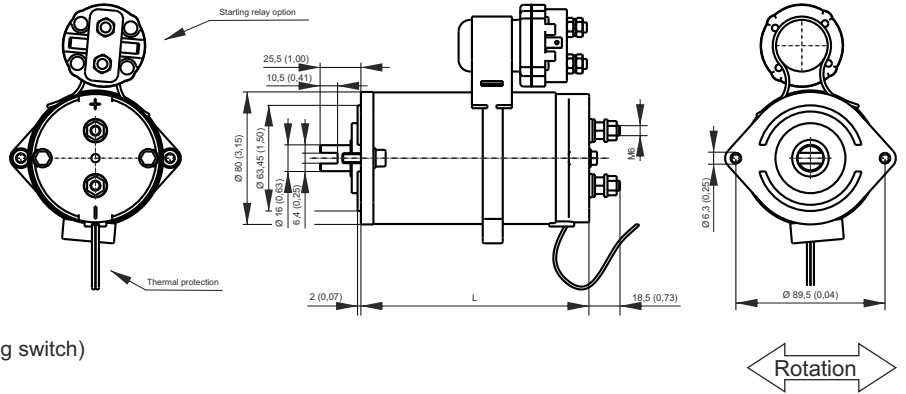 Starting relay option
25,5 (1,00)
10,5 (0,41)
Ø 80 (3,15)
Ø 63,45 (1,50)
Ø 16 (0,63)
6,4 (0,25)
M6
Ø 6,3 (0,25)
+
–
Thermal protection
2 (0,07)
L
18,5 (0,73)
Ø 89,5 (0,04)
g switch)
Rotation